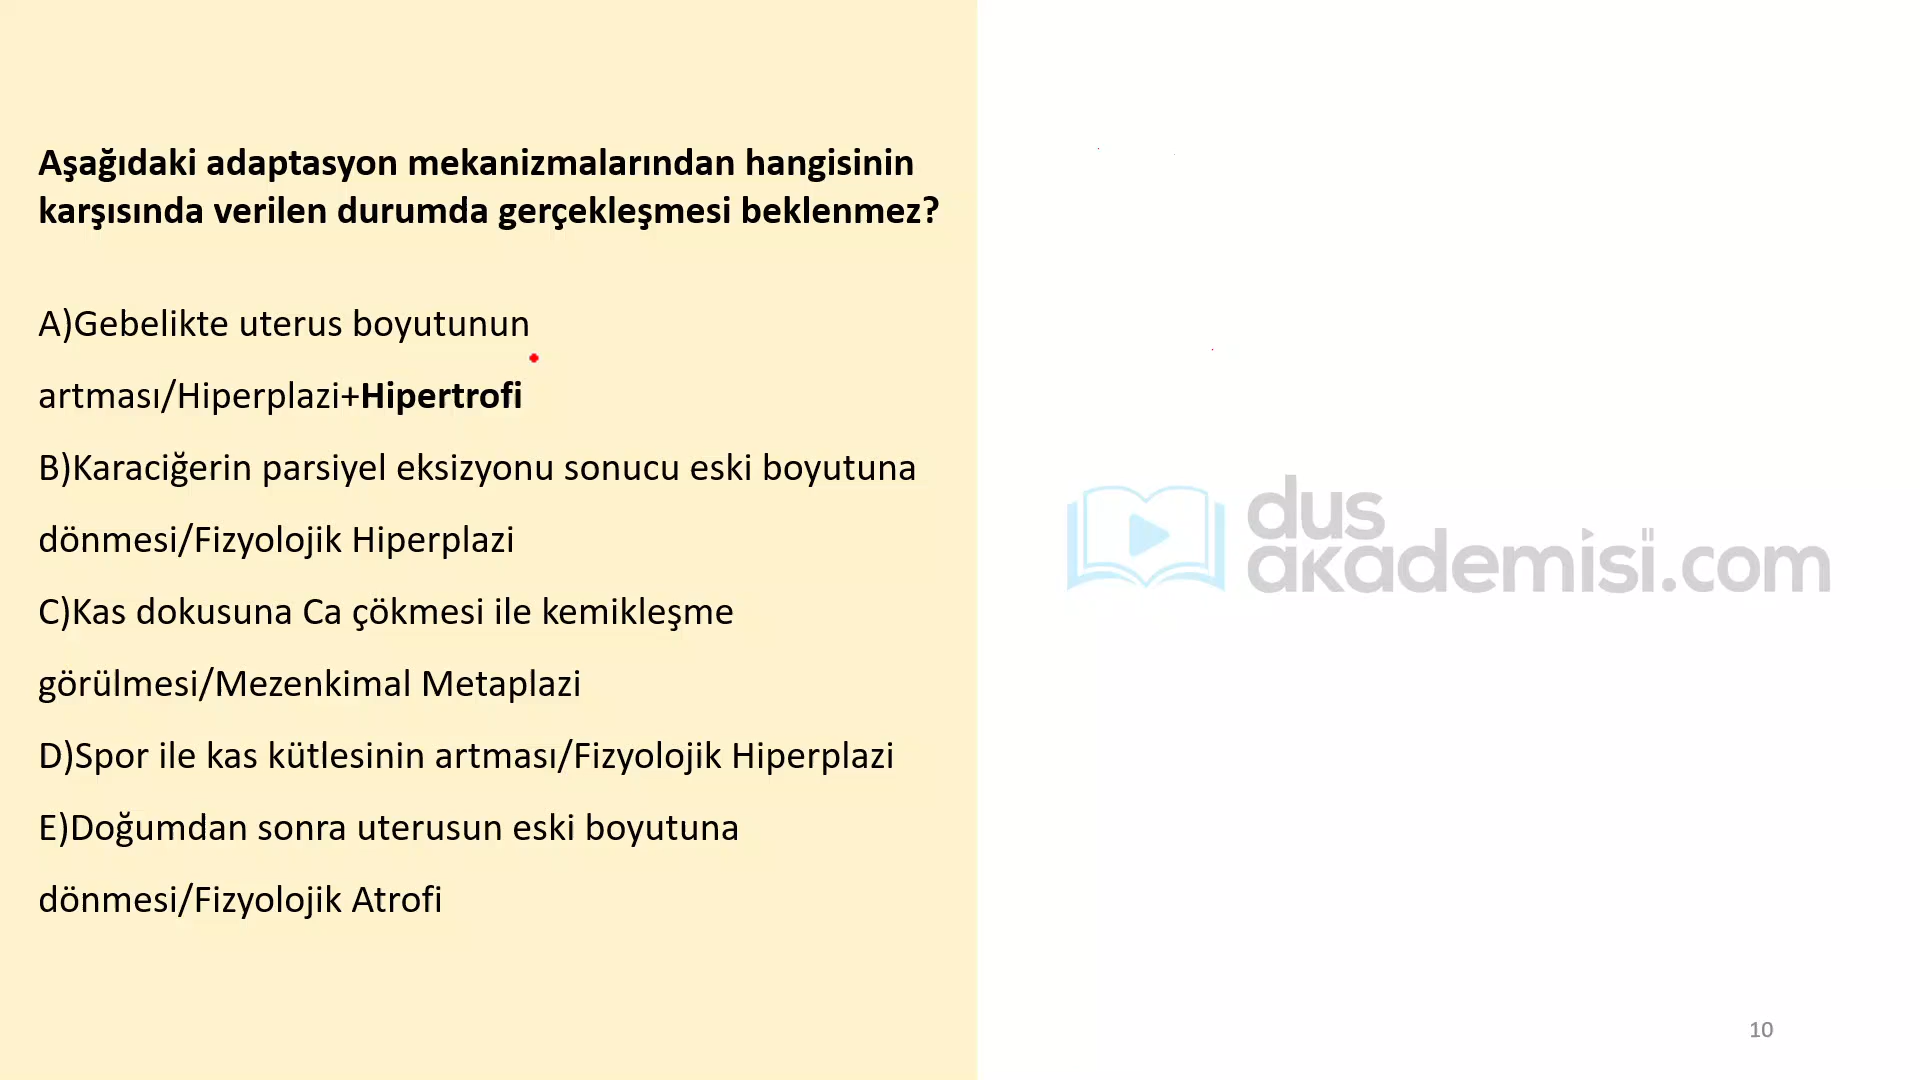 Aşağıdaki adaptasyon mekanizmalarından hangisinin
karşısında verilen durumda gerçekleşmesi beklenmez?
A)Gebelikte uterus boyutunun
artması/Hiperplazi+Hipertrofi
B)Karaciğerin parsiyel eksizyonu sonucu eski boyutuna
dönmesi/Fizyolojik Hiperplazi
C)Kas dokusuna Ca çökmesi ile kemikleşme
görülmesi/Mezenkimal Metaplazi
D)Spor ile kas kütlesinin artması/Fizyolojik Hiperplazi
E)Doğumdan sonra uterusun eski boyutuna
dönmesi/Fizyolojik Atrofi
dus
akademisi.com
10